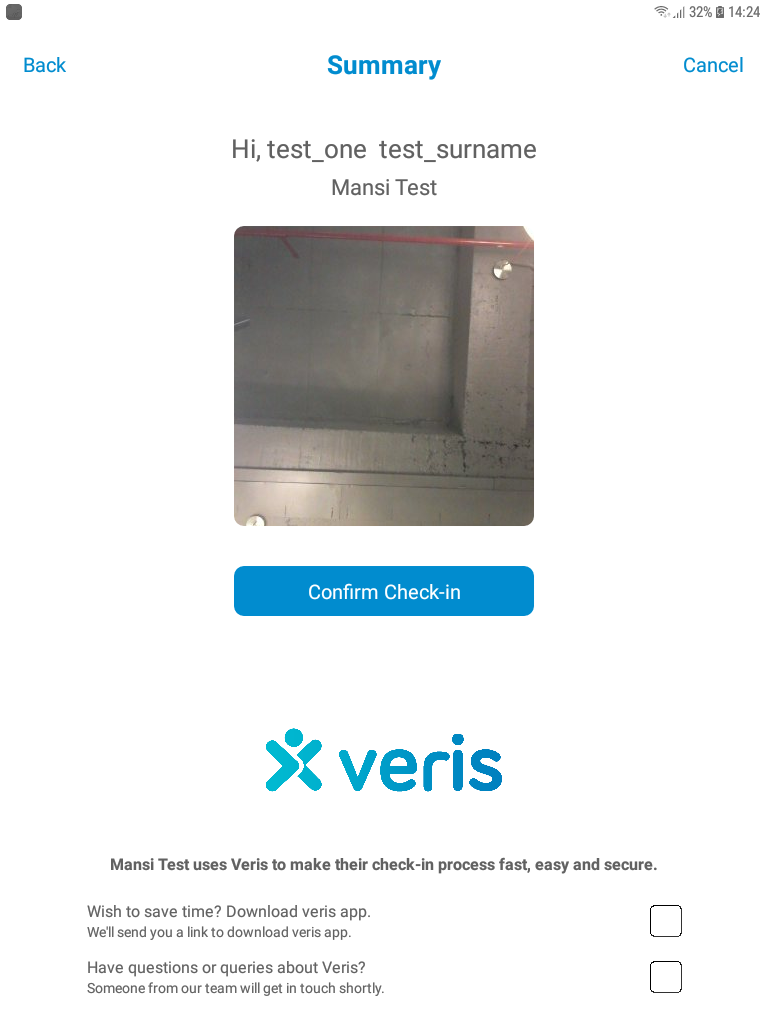 32% 14:24
Back Summary Cancel
Hi, test_one  test_surname
Mansi Test
Confirm Check-in
veris
Mansi Test uses Veris to make their check-in process fast, easy and secure.
Wish to save time? Download veris app.
We'll send you a link to download veris app.
Have questions or queries about Veris?
Someone from our team will get in touch shortly.